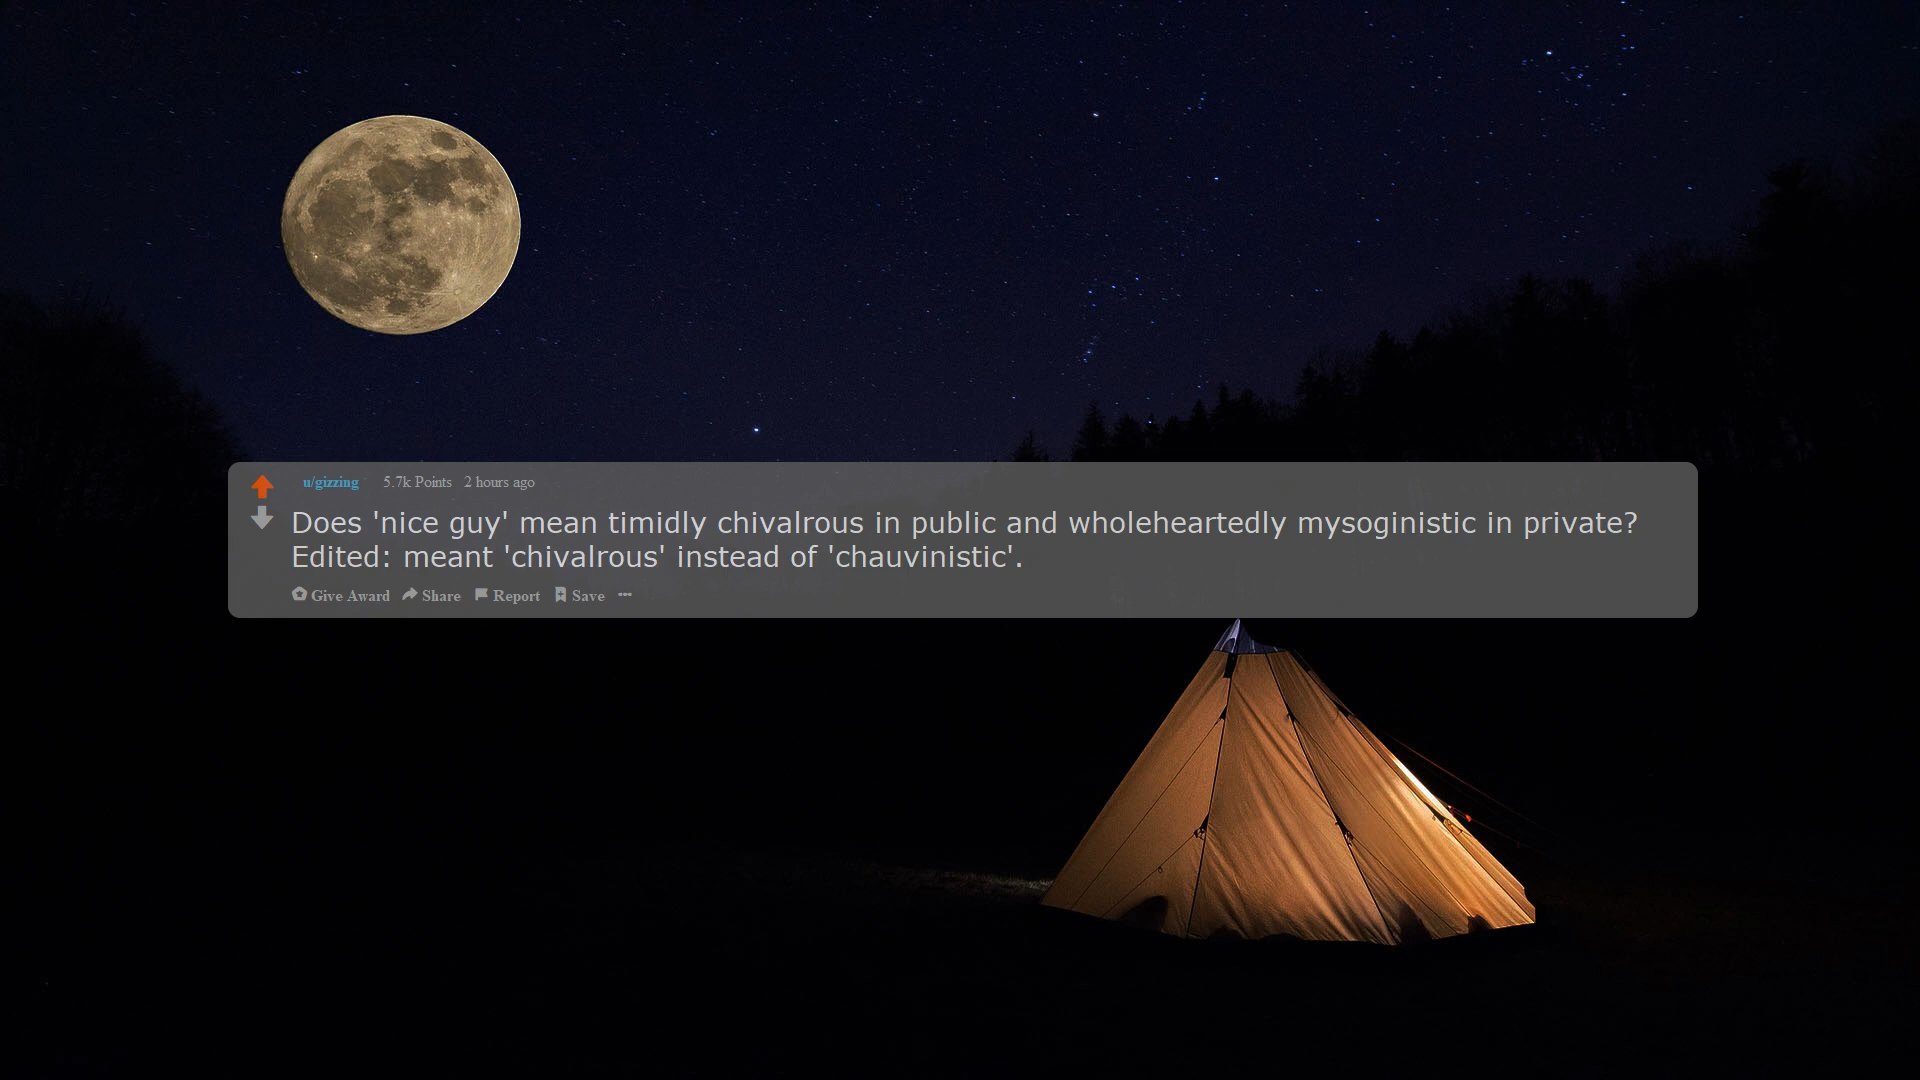 u/gizzing 5.7k Points 2 hours ago
Does 'nice guy' mean timidly chivalrous in public and wholeheartedly mysoginistic in private?
Edited: meant 'chivalrous' instead of 'chauvinistic'.
Give Award Share Report Save